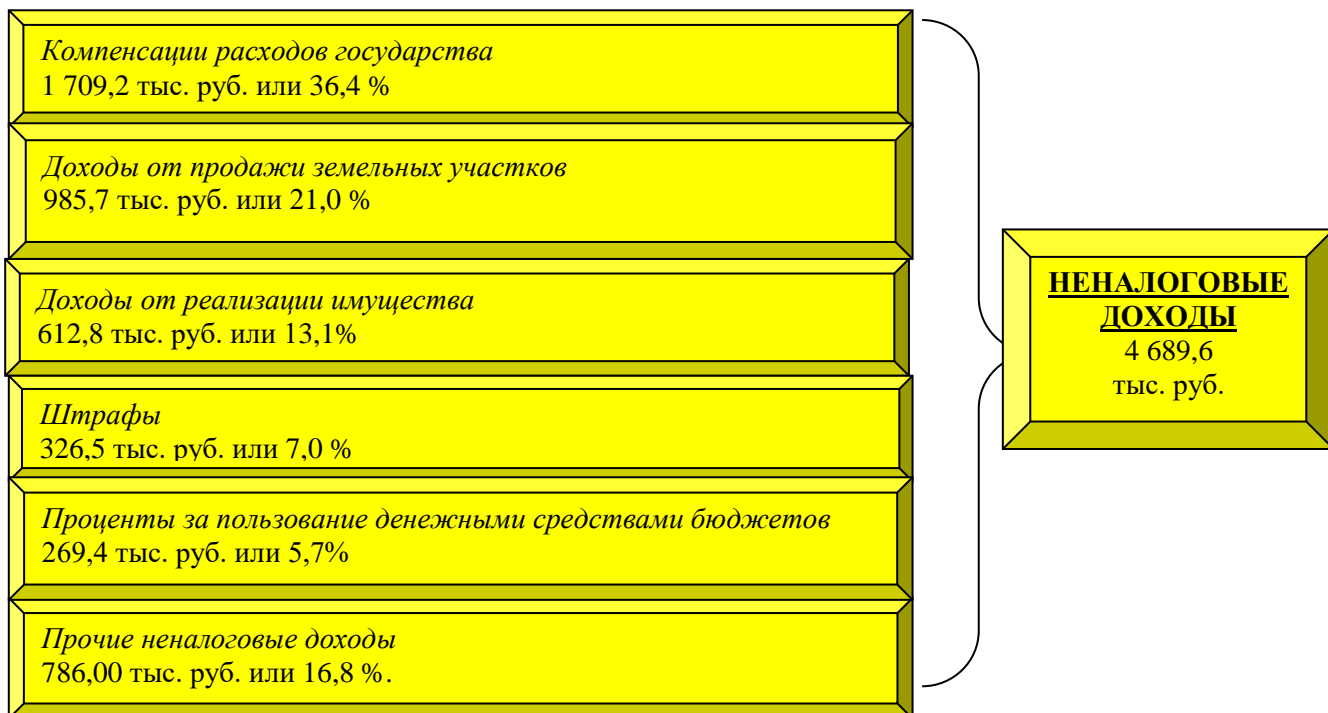 Компенсации расходов государства
1 709,2 тыс. руб. или 36,4 %
Доходы от продажи земельных участков
985,7 тыс. руб. или 21,0 %
Доходы от реализации имущества
612,8 тыс. руб. или 13,1%
Штрафы
326,5 тыс. руб. или 7,0 %
Проценты за пользование денежными средствами бюджетов
269,4 тыс. руб. или 5,7%
Прочие неналоговые доходы
786,00 тыс. руб. или 16,8 %.
НЕНАЛОГОВЫЕ
ДОХОДЫ
4 689,6
тыс. руб.